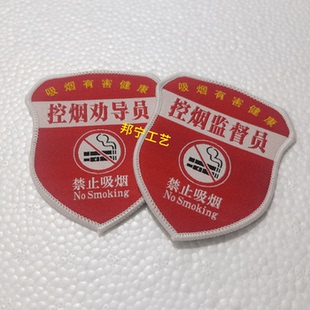 吸烟有害健康
控烟劝导员
禁止吸烟
No Smoking
吸烟有害健康
控烟监督员
禁止吸烟
No Smoking
邦宁工艺